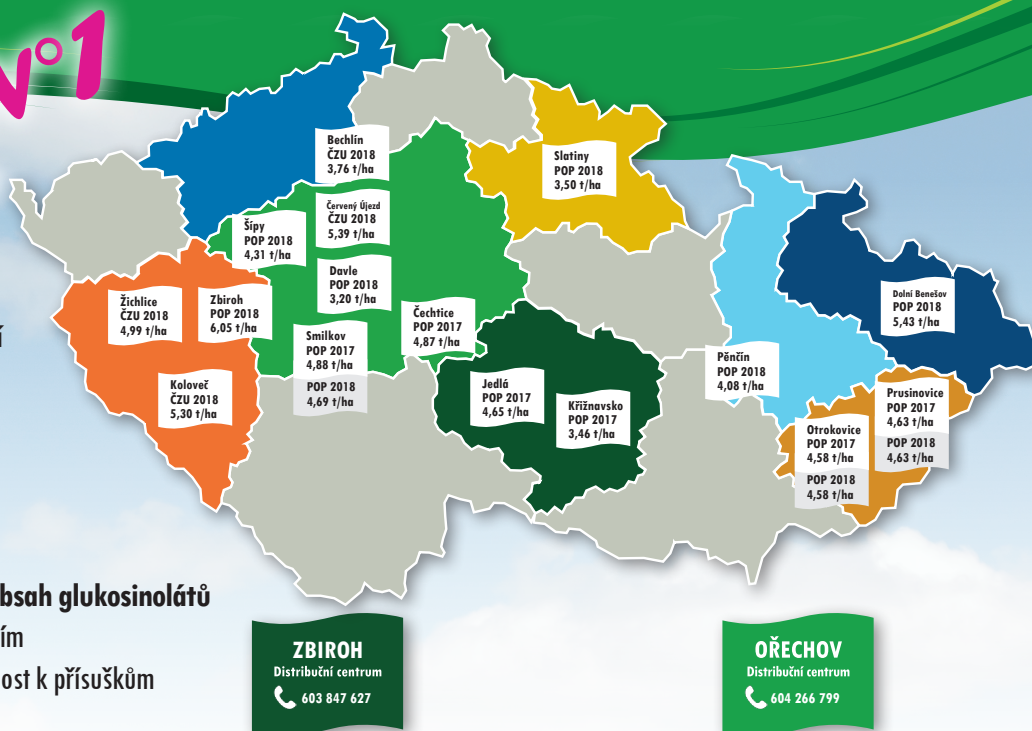 N°1
Bechlín
ČZU 2018
3,76 t/ha
Slatiny
POP 2018
3,50 t/ha
Červený Újezd
ČZU 2018
5,39 t/ha
Šípy
POP 2018
4,31 t/ha
Davle
POP 2018
3,20 t/ha
Žichlice
ČZU 2018
4,99 t/ha
Zbiroh
POP 2018
6,05 t/ha
Čechtice
POP 2017
4,87 t/ha
Dolní Benešov
POP 2018
5,43 t/ha
í
Smilkov
POP 2017
4,88 t/ha
POP 2018
4,69 t/ha
Koloveč
ČZU 2018
5,30 t/ha
Jedlá
POP 2017
4,65 t/ha
Křížnavsko
POP 2017
3,46 t/ha
Pěnčín
POP 2018
4,08 t/ha
Prusinovice
POP 2017
4,63 t/ha
POP 2018
4,63 t/ha
Otrokovice
POP 2017
4,58 t/ha
POP 2018
4,58 t/ha
bsah glukosinolátů
ím
ost k přísuškům
ZBIROH
Distribuční centrum
603 847 627
OŘECHOV
Distribuční centrum
604 266 799